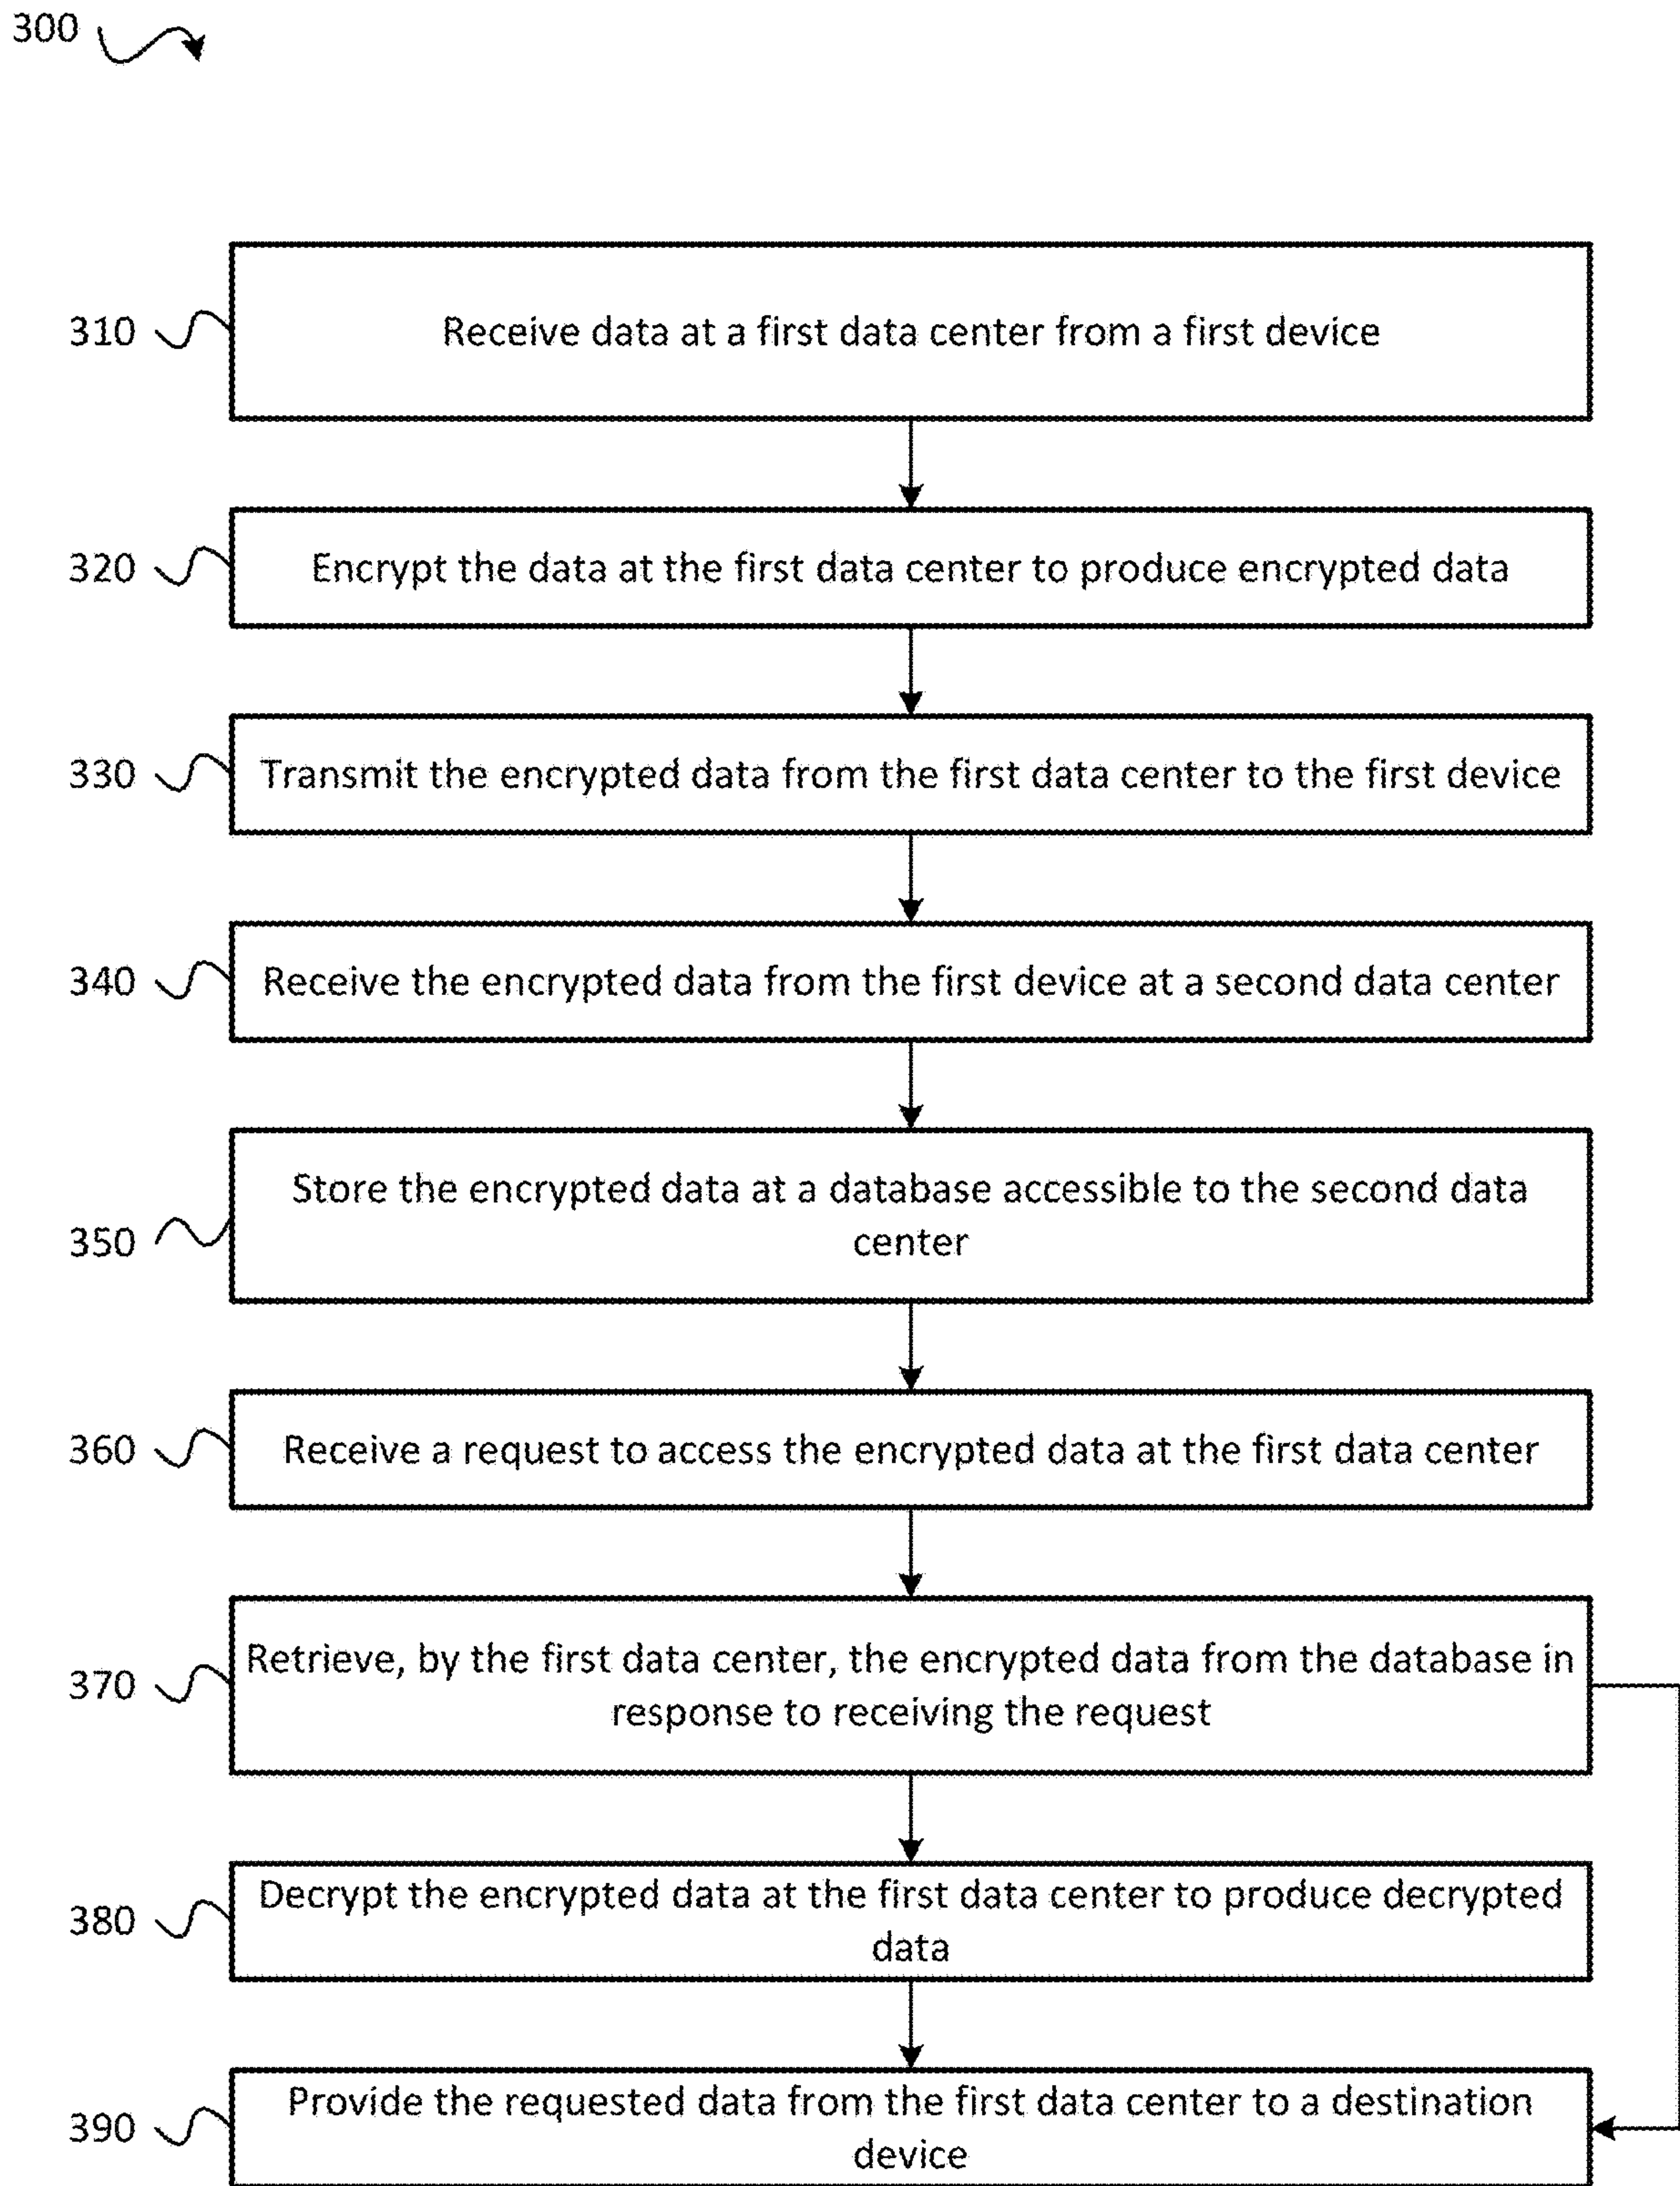 300
310
Receive data at a first data center from a first device
320
Encrypt the data at the first data center to produce encrypted data
330
Transmit the encrypted data from the first data center to the first device
340
Receive the encrypted data from the first device at a second data center
350
Store the encrypted data at a database accessible to the second data
center
360
Receive a request to access the encrypted data at the first data center
370
Retrieve, by the first data center, the encrypted data from the database in
response to receiving the request
380
Decrypt the encrypted data at the first data center to produce decrypted
data
390
Provide the requested data from the first data center to a destination
device